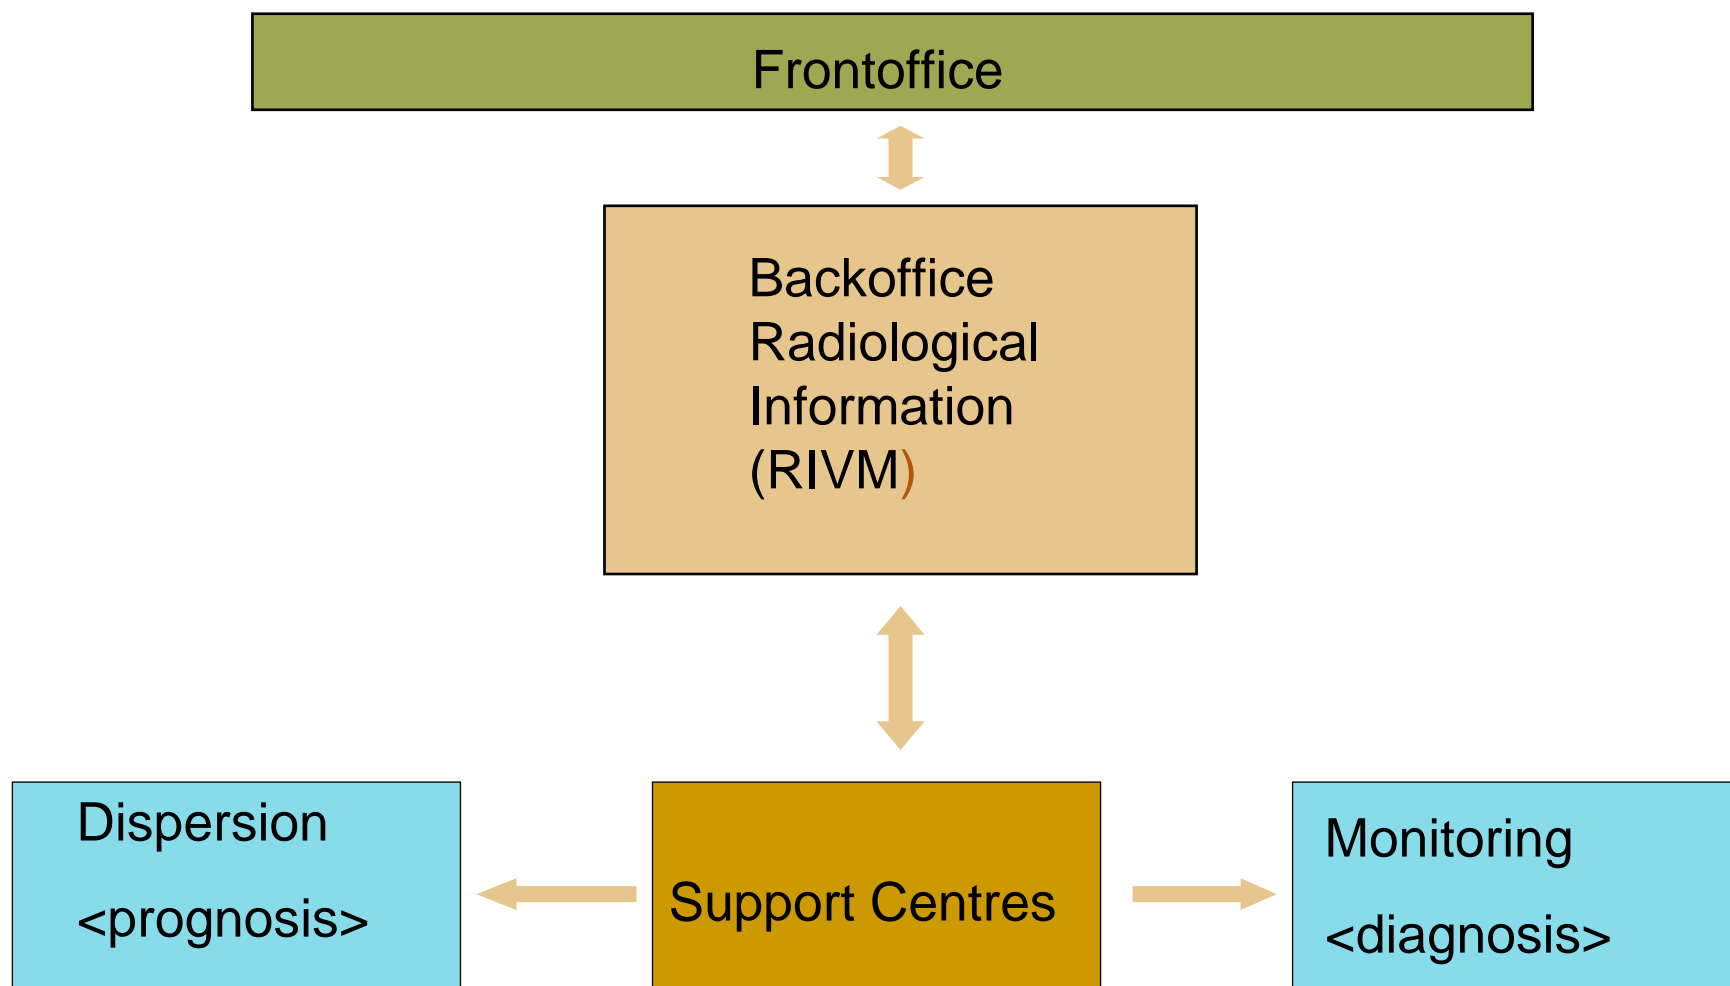 Frontoffice
Backoffice
Radiological
Information
(RIVM)
Dispersion
<prognosis>
Support Centres
Monitoring
<diagnosis>